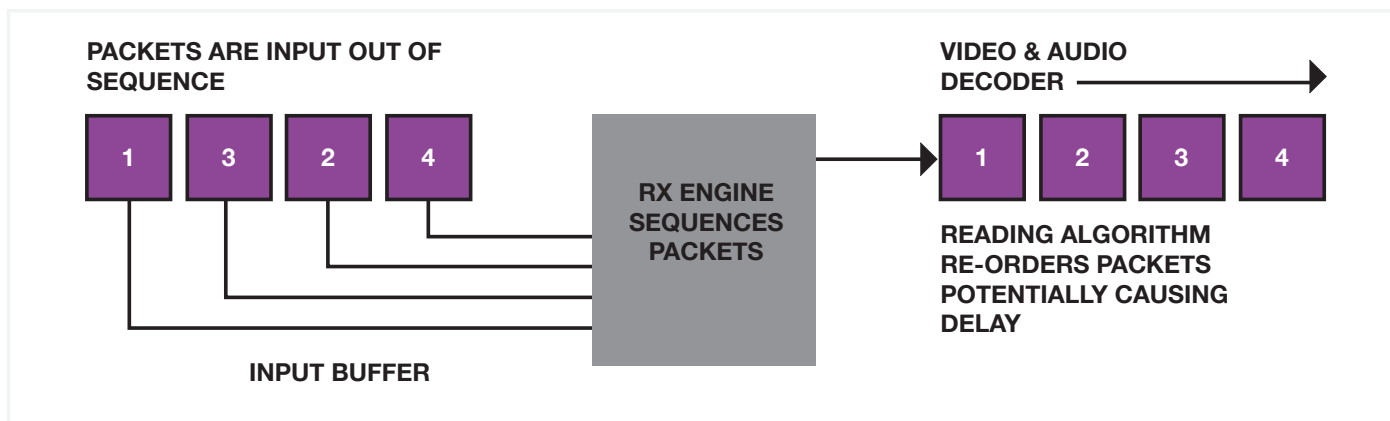 PACKETS ARE INPUT OUT OF
SEQUENCE
1
3
2
4
INPUT BUFFER
RX ENGINE
SEQUENCES
PACKETS
VIDEO & AUDIO
DECODER
1
2
3
4
READING ALGORITHM
RE-ORDERS PACKETS
POTENTIALLY CAUSING
DELAY